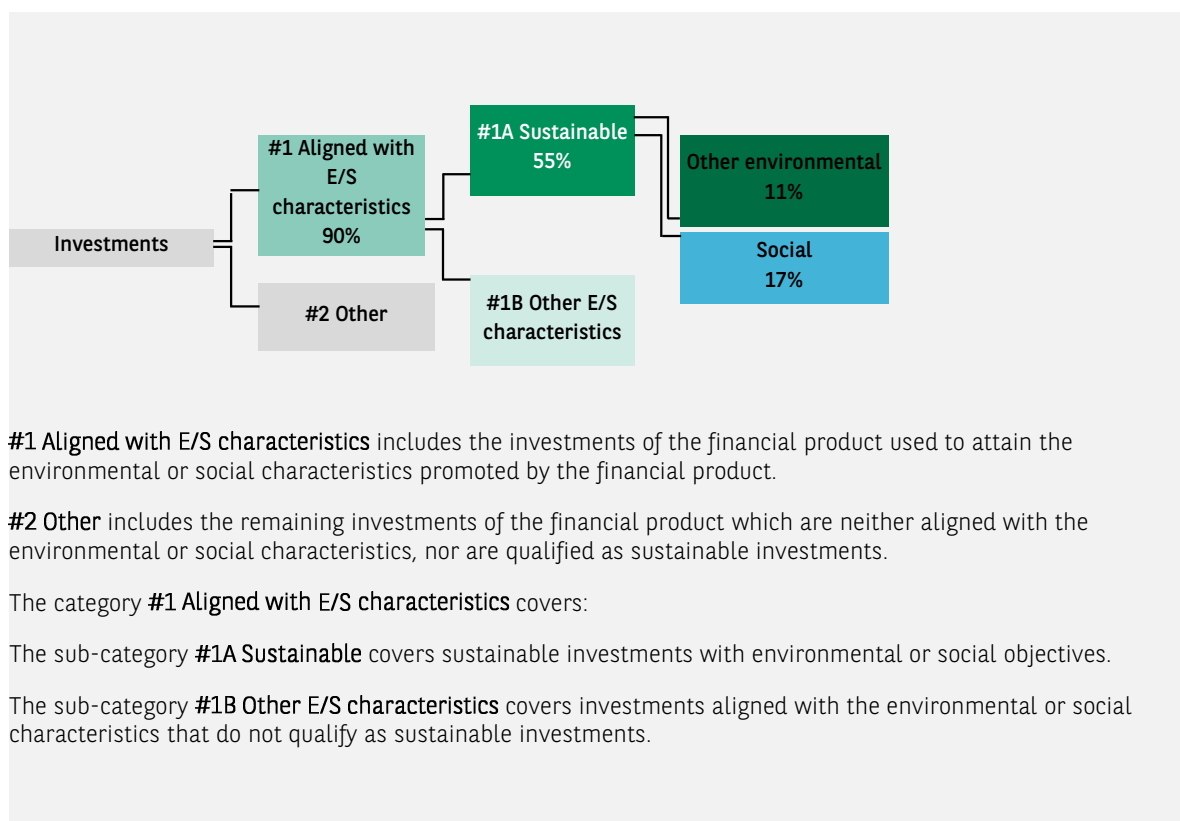 Investments
#1 Aligned with
E/S
characteristics
90%
#2 Other
#1A Sustainable
55%
#1B Other E/S
characteristics
Other environmental
11%
Social
17%
#1 Aligned with E/S characteristics includes the investments of the financial product used to attain the
environmental or social characteristics promoted by the financial product.
#2 Other includes the remaining investments of the financial product which are neither aligned with the
environmental or social characteristics, nor are qualified as sustainable investments.
The category #1 Aligned with E/S characteristics covers:
The sub-category #1A Sustainable covers sustainable investments with environmental or social objectives.
The sub-category #1B Other E/S characteristics covers investments aligned with the environmental or social
characteristics that do not qualify as sustainable investments.